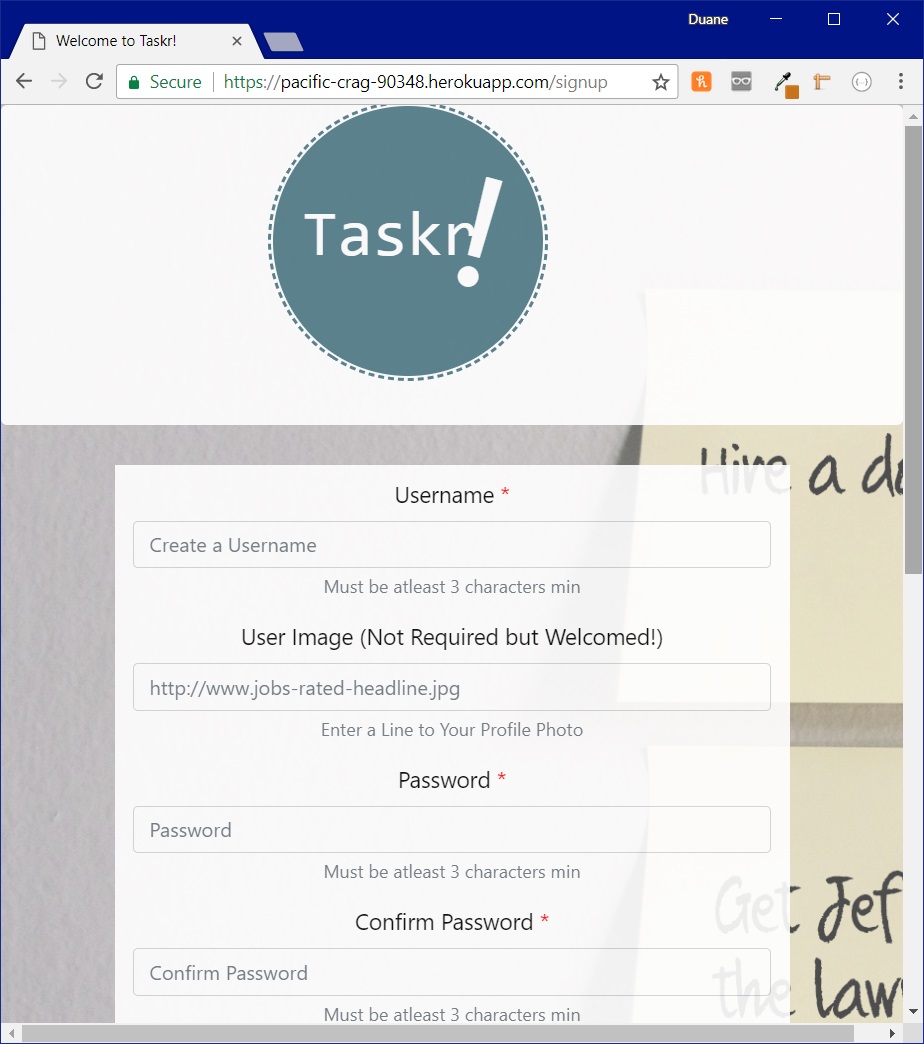 Duane
Welcome to Taskr!
Secure https://pacific-crag-90348.herokuapp.com/signup
Taskr!
Hire a
Username *
Create a Username
Must be atleast 3 characters min
User Image (Not Required but Welcomed!)
http://www.jobs-rated-headline.jpg
Enter a Line to Your Profile Photo
Password *
Password
Must be atleast 3 characters min
Get Jef
Confirm Password *
Confirm Password
the law
Must be atleast 3 characters min